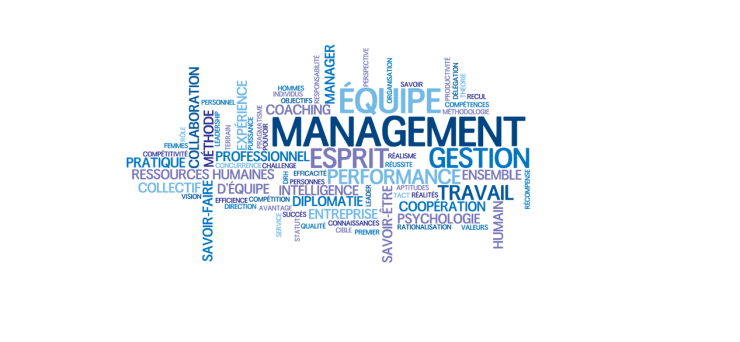 PERSPECTIVE
MANAGER
RESPONSABILITÉ
ORGANISATION
PRODUCTIVITÉ
DÉLÉGATION
THÉORIE
COLLABORATION
EXPÉRIENCE
HOMMES
INDIVIDUS
ÉQUIPE
SAVOIR
RECUL
PERSONNEL
OBJECTIFS
COMPÉTENCES
COACHING
MÉTHODOLOGIE
MÉTHODE
LEADERSHIP
PRAGMATISME
PUISSANCE
POUVOIR
RÔLE
TERRAIN
MANAGEMENT
FEMMES
COMPÉTITIVITÉ
PROFESSIONNEL
ESPRIT
RÉALISME
GESTION
PRATIQUE
CONCURRENCE
CHALLENGE
RÉUSSITE
RESSOURCES HUMAINES
DRH
EFFICACITÉ
PERFORMANCE
ENSEMBLE
PERSONNES
COLLECTIF
D'ÉQUIPE
INTELLIGENCE
LEADER
APTITUDES
TRAVAIL
RÉCOMPENSE
VISION
SAVOIR-FAIRE
EFFICIENCE
COMPÉTITION
DIPLOMATIE
SAVOIR-ÊTRE
TACT
RÉALITÉS
DIRECTION
AVANTAGE
SUCCÈS
ENTREPRISE
COOPÉRATION
HUMAIN
SERVICE
STATUT
QUALITÉ
CONNAISSANCES
PSYCHOLOGIE
CIBLE
PREMIER
RATIONALISATION
VALEURS